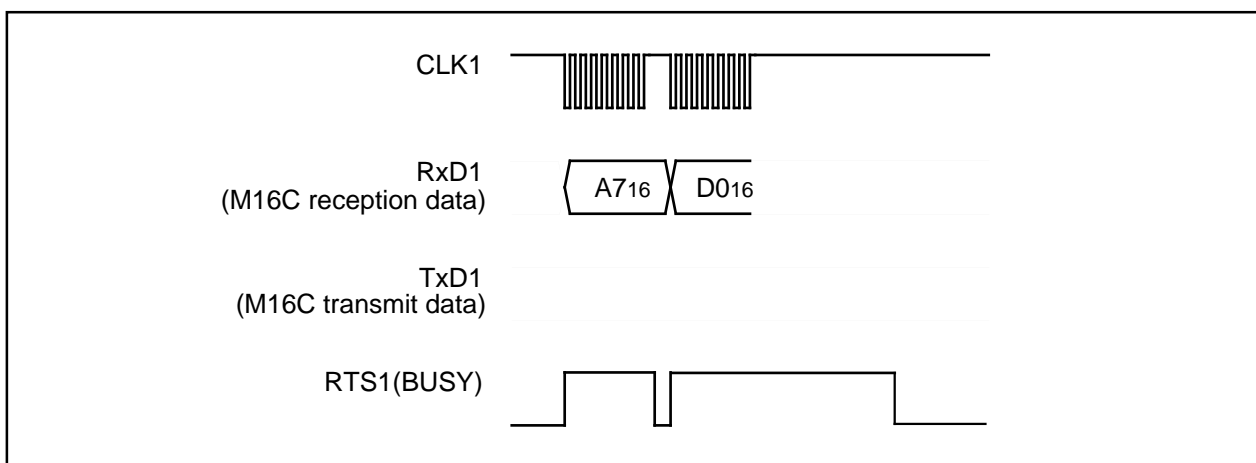 CLK1
RxD1
(M16C reception data)
A716
D016
TxD1
(M16C transmit data)
RTS1(BUSY)